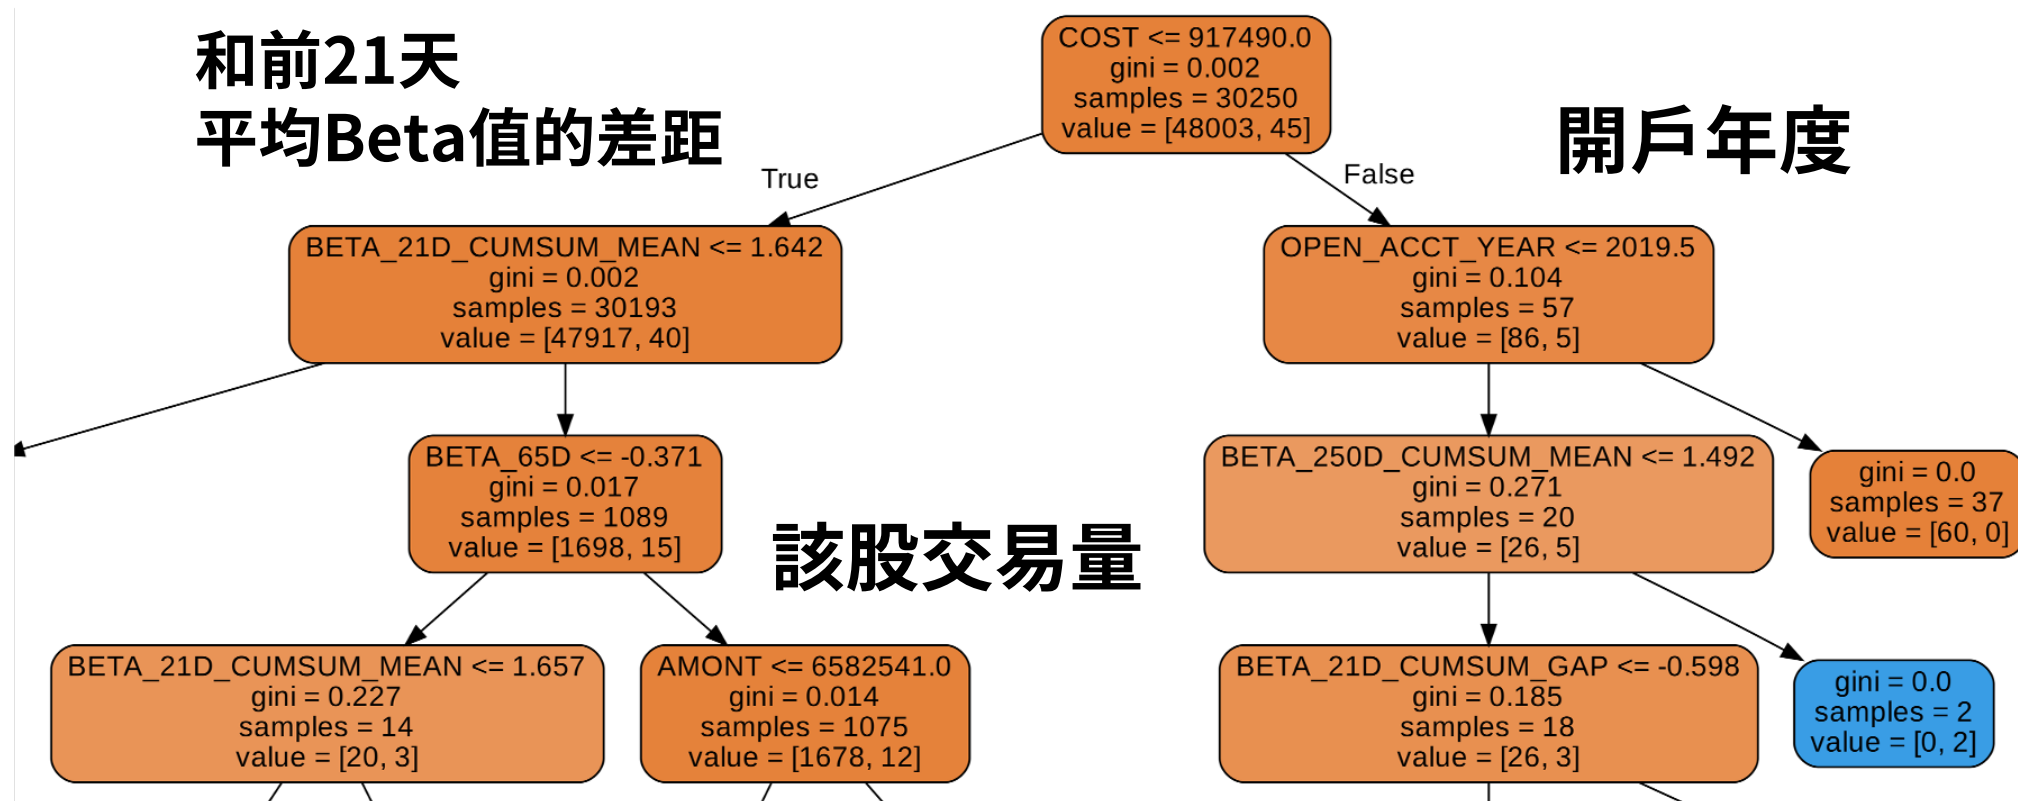 和前21天
平均Beta值的差距
COST <= 917490.0
gini = 0.002
samples = 30250
value = [48003, 45]
開戶年度
True
False
BETA_21D_CUMSUM_MEAN <= 1.642
gini = 0.002
samples = 30193
value = [47917, 40]
OPEN_ACCT_YEAR <= 2019.5
gini = 0.104
samples = 57
value = [86, 5]
BETA_65D <= -0.371
gini = 0.017
samples = 1089
value = [1698, 15]
該股交易量
BETA_250D_CUMSUM_MEAN <= 1.492
gini = 0.271
samples = 20
value = [26, 5]
gini = 0.0
samples = 37
value = [60, 0]
BETA_21D_CUMSUM_MEAN <= 1.657
gini = 0.227
samples = 14
value = [20, 3]
AMONT <= 6582541.0
gini = 0.014
samples = 1075
value = [1678, 12]
BETA_21D_CUMSUM_GAP <= -0.598
gini = 0.185
samples = 18
value = [26, 3]
gini = 0.0
samples = 2
value = [0, 2]